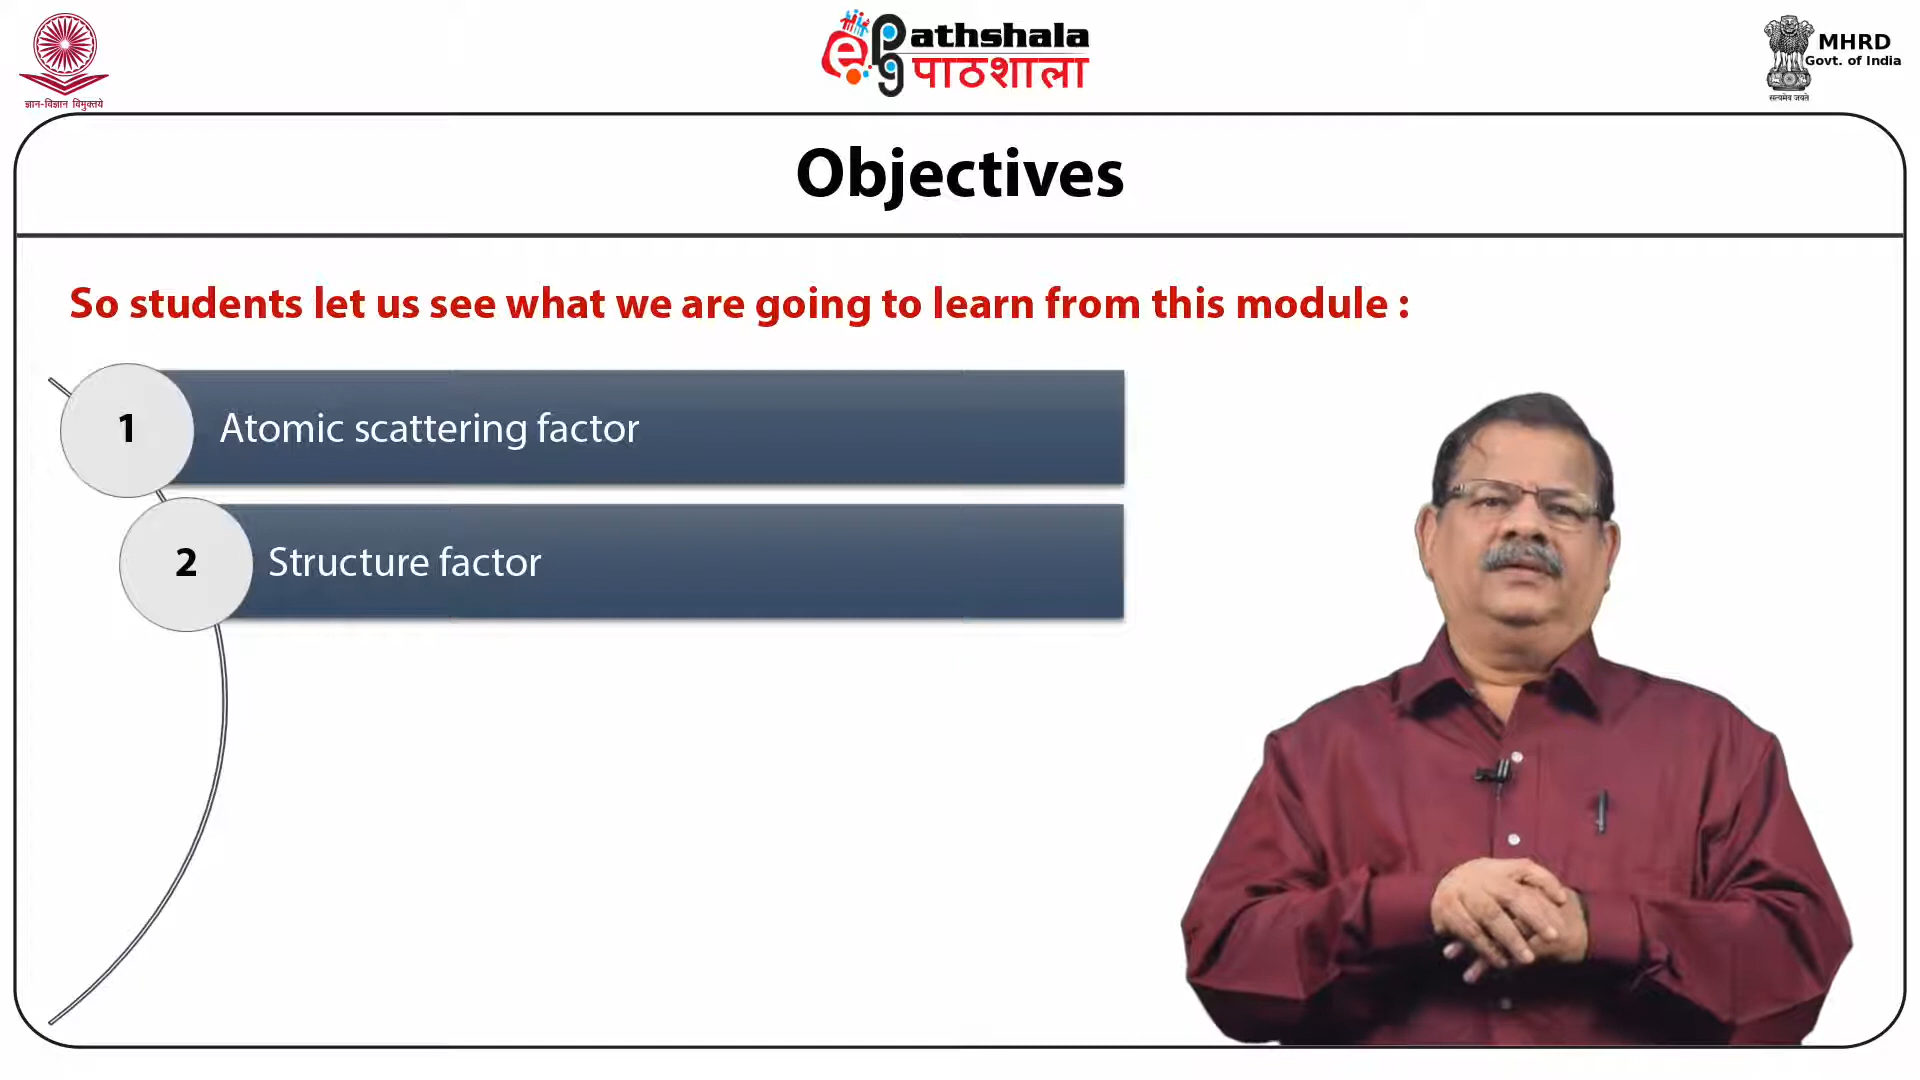 ज्ञान-विज्ञान विमुक्तये
ePG
athshala
पाठशाला
MHRD
Govt. of India
सत्यमेव जयते
Objectives
So students let us see what we are going to learn from this module :
1 Atomic scattering factor
2 Structure factor